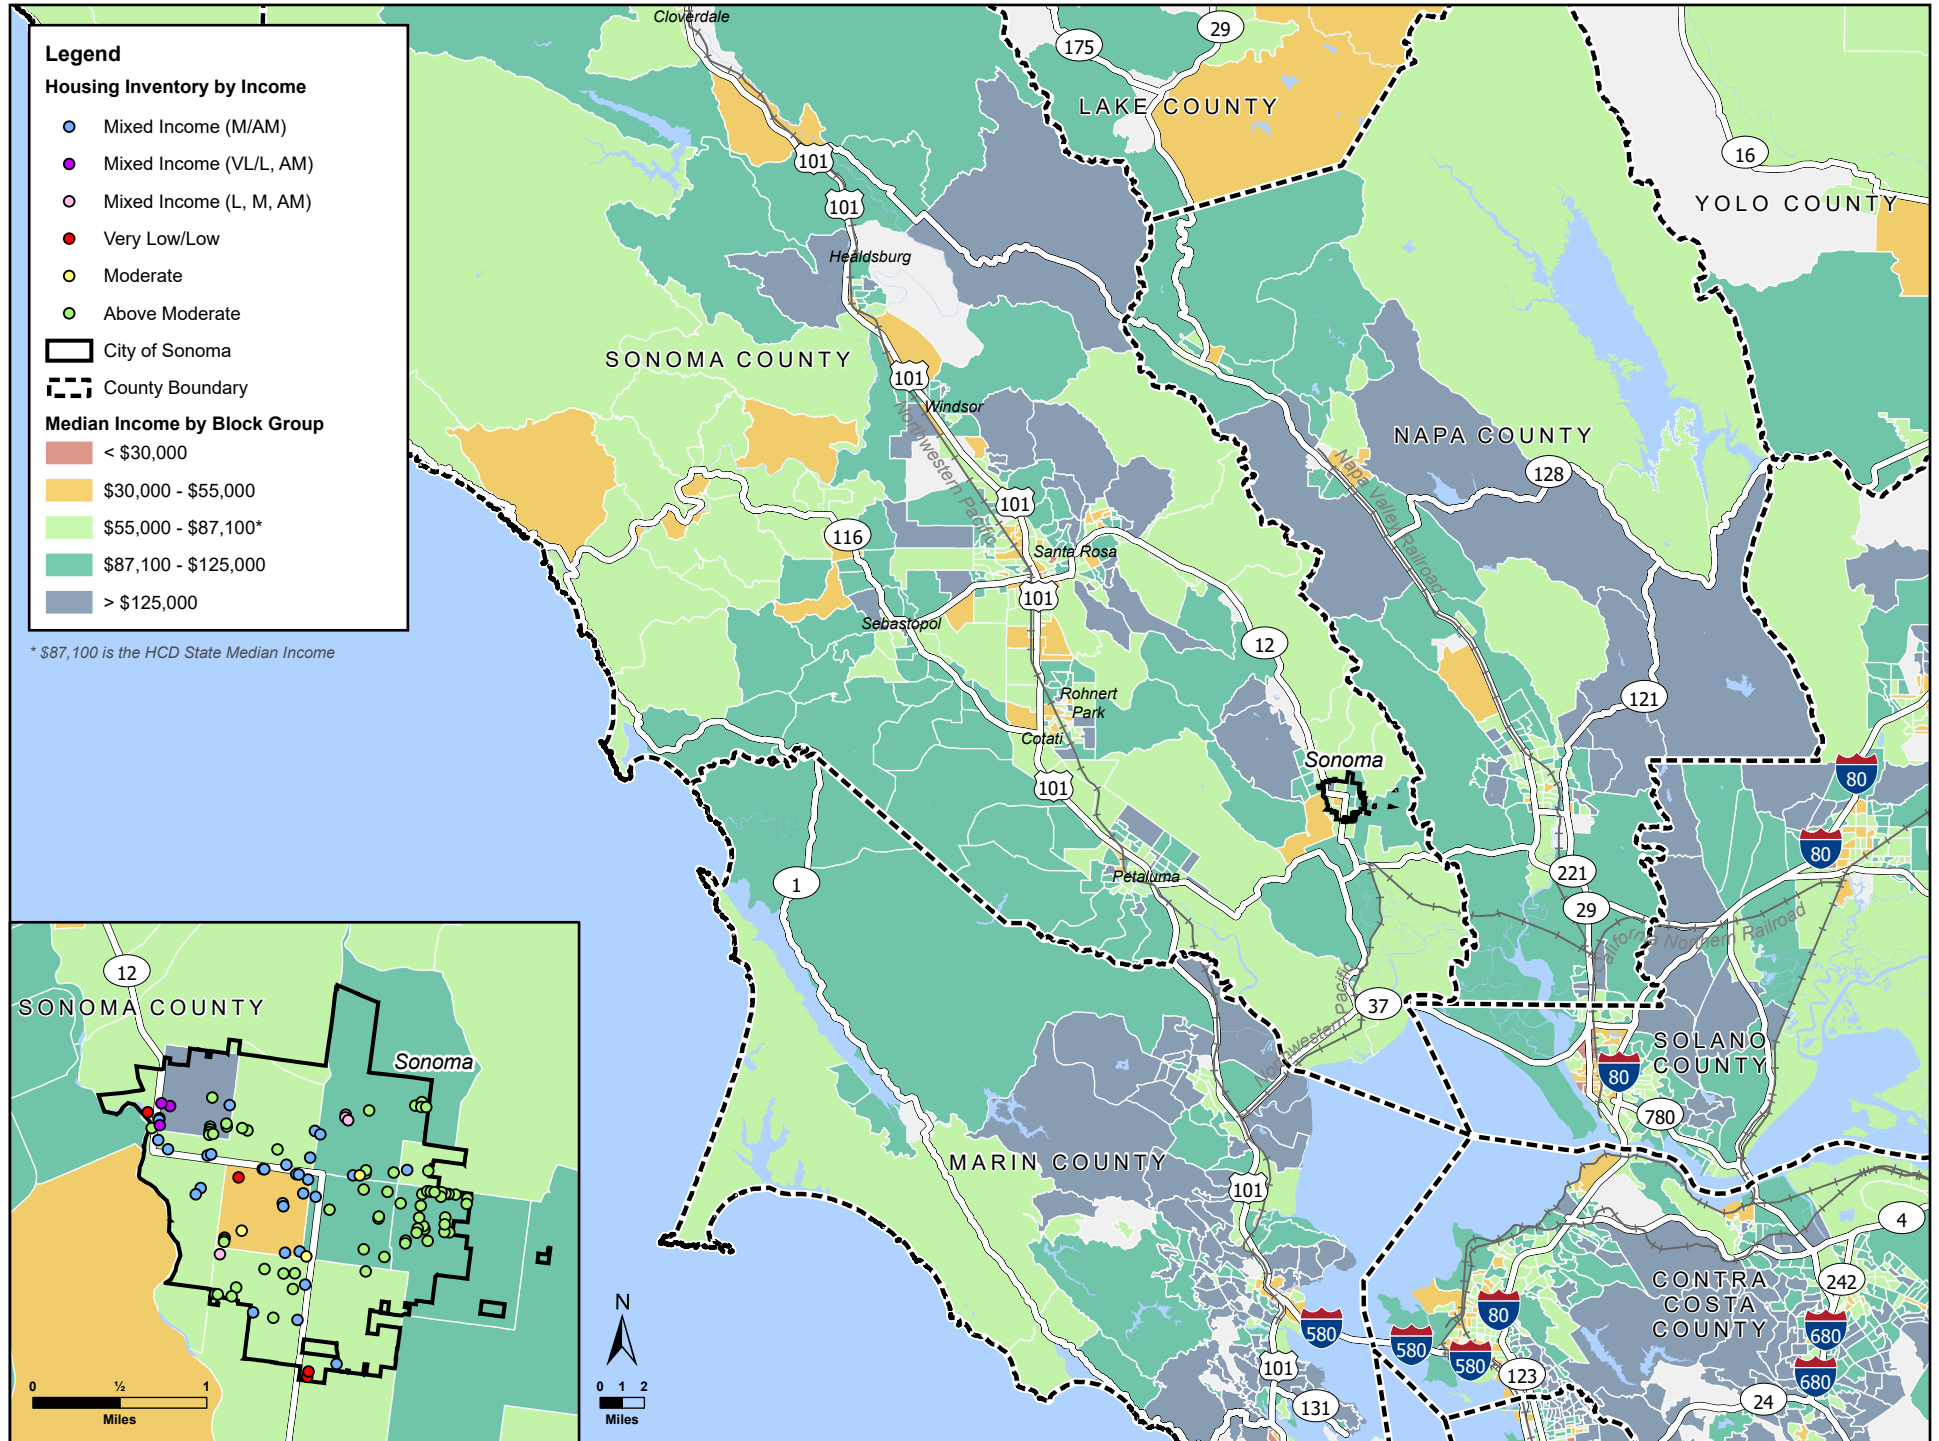 Legend
Housing Inventory by Income
Mixed Income (M/AM)
Mixed Income (VL/L, AM)
Mixed Income (L, M, AM)
Very Low/Low
Moderate
Above Moderate
City of Sonoma
County Boundary
Median Income by Block Group
< $30,000
$30,000 - $55,000
$55,000 - $87,100*
$87,100 - $125,000
> $125,000
* $87,100 is the HCD State Median Income
Cloverdale
175
29
LAKE COUNTY
16
YOLO COUNTY
101
101
Healdsburg
SONOMA COUNTY
101
Windsor
Northwestern Pacific
NAPA COUNTY
Napa Valley Railroad
128
101
116
Santa Rosa
101
Sebastopol
12
Rohnert
Park
121
Cotati
Sonoma
101
80
80
Petaluma
1
221
29
California Northern Railroad
Northwestern Pacific
37
SOLANO
COUNTY
80
780
MARIN COUNTY
101
4
CONTRA
COSTA
COUNTY
242
80
580
580
580
680
680
101
123
131
24
12
SONOMA COUNTY
Sonoma
0 ½ 1
Miles
N
0 1 2
Miles